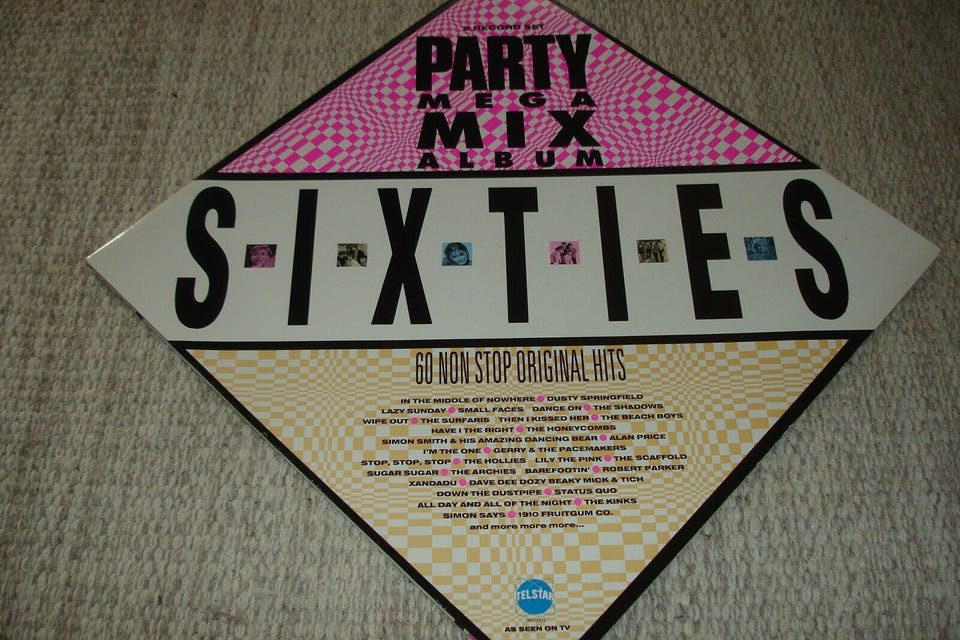 2 RECORD SET
PARTY
MEGA
MIX
ALBUM
SIXTIES
60 NON STOP ORIGINAL HITS
IN THE MIDDLE OF NOWHERE DUSTY SPRINGFIELD
LAZY SUNDAY SMALL FACES DANCE ON THE SHADOWS
WIPE OUT THE SURFARIS THEN I KISSED HER THE BEACH BOYS
HAVE I THE RIGHT THE HONEYCOMBS
SIMON SMITH & HIS AMAZING DANCING BEAR ALAN PRICE
I'M THE ONE GERRY & THE PACEMAKERS
STOP, STOP, STOP THE HOLLIES LILY THE PINK THE SCAFFOLD
SUGAR SUGAR THE ARCHIES BAREFOOTIN' ROBERT PARKER
XANDADU DAVE DEE DOZY BEAKY MICK & TICH
DOWN THE DUSTPIPE STATUS QUO
ALL DAY AND ALL OF THE NIGHT THE KINKS
SIMON SAYS 1910 FRUITGUM CO.
and more more more...
TELSTAR
RECORDS
AS SEEN ON TV